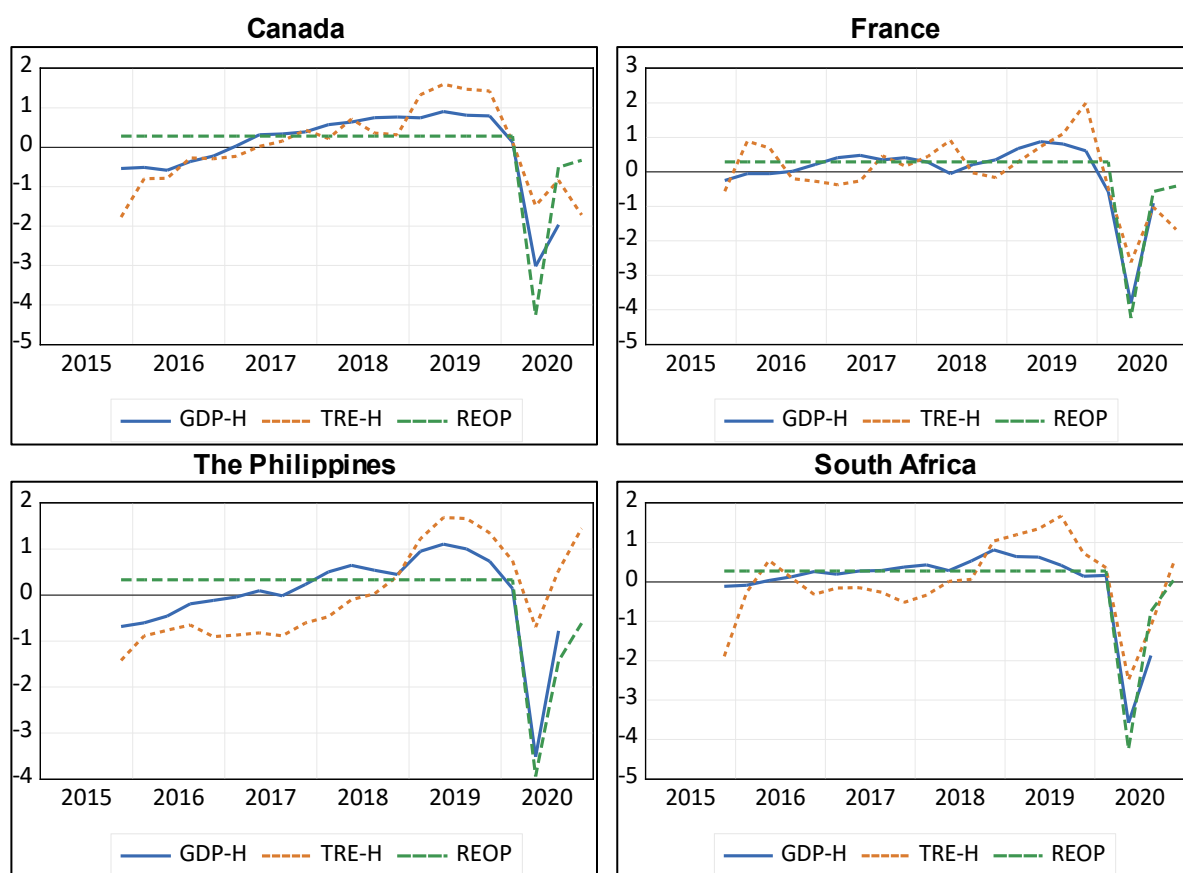 Canada
2
1
0
-1
-2
-3
-4
-5
2015 2016 2017 2018 2019 2020
GDP-H TRE-H REOP
France
3
2
1
0
-1
-2
-3
-4
-5
2015 2016 2017 2018 2019 2020
GDP-H TRE-H REOP
The Philippines
2
1
0
-1
-2
-3
-4
2015 2016 2017 2018 2019 2020
GDP-H TRE-H REOP
South Africa
2
1
0
-1
-2
-3
-4
-5
2015 2016 2017 2018 2019 2020
GDP-H TRE-H REOP